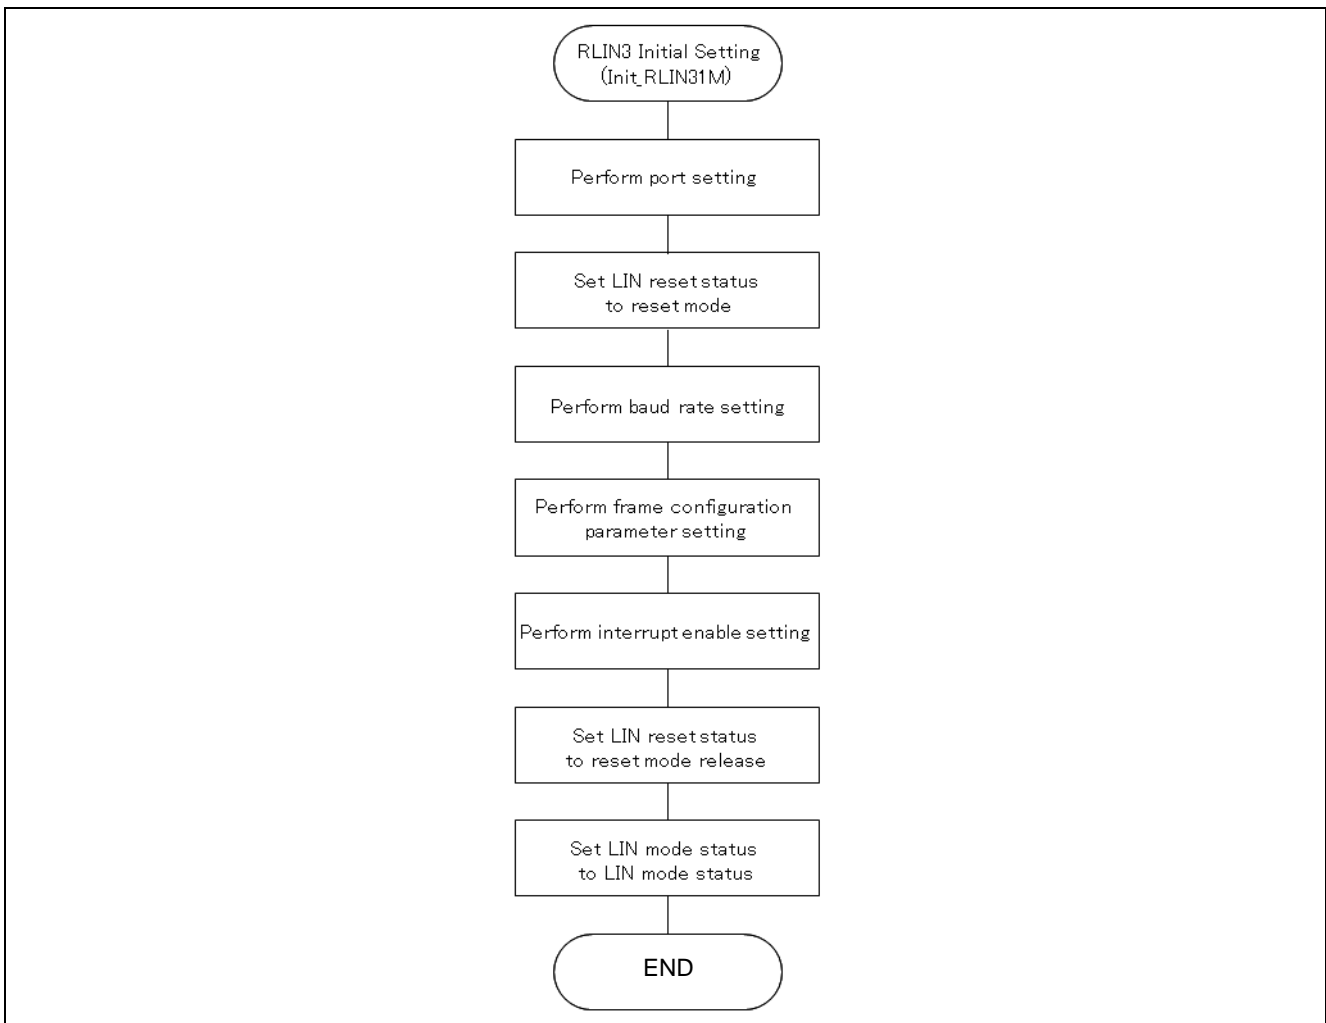 RLIN3 Initial Setting
(Init_RLIN31M)
Perform port setting
Set LIN reset status
to reset mode
Perform baud rate setting
Perform frame configuration
parameter setting
Perform interrupt enable setting
Set LIN reset status
to reset mode release
Set LIN mode status
to LIN mode status
END